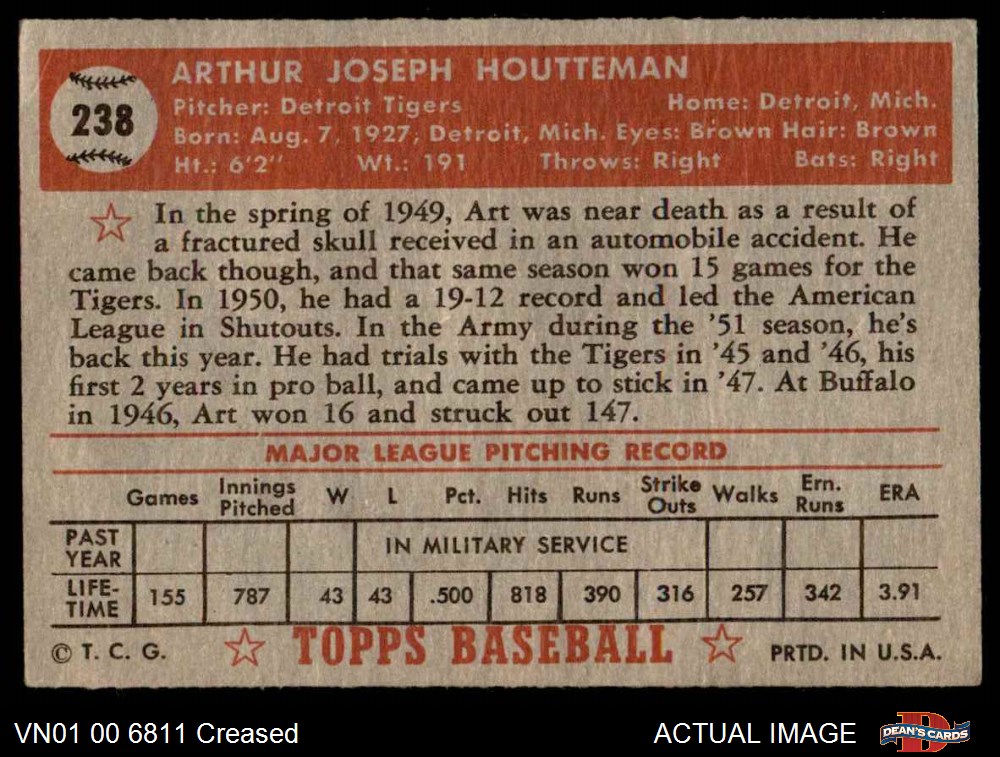 238
ARTHUR JOSEPH HOUTTEMAN
Pitcher: Detroit Tigers Home: Detroit, Mich.
Born: Aug. 7, 1927, Detroit, Mich. Eyes: Brown Hair: Brown
Ht.: 6'2" Wt.: 191 Throws: Right Bats: Right
In the spring of 1949, Art was near death as a result of
a fractured skull received in an automobile accident. He
came back though, and that same season won 15 games for the
Tigers. In 1950, he had a 19-12 record and led the American
League in Shutouts. In the Army during the '51 season, he's
back this year. He had trials with the Tigers in '45 and '46, his
first 2 years in pro ball, and came up to stick in '47. At Buffalo
in 1946, Art won 16 and struck out 147.
MAJOR LEAGUE PITCHING RECORD
Games Innings Pitched W L Pct. Hits Runs Strike Outs Walks Ern. Runs ERA
PAST YEAR IN MILITARY SERVICE
LIFE-TIME 155 787 43 43 .500 818 390 316 257 342 3.91
© T. C. G. TOPPS BASEBALL PRTD. IN U.S.A.
VN01 00 6811 Creased ACTUAL IMAGE D DEAN'S CARDS